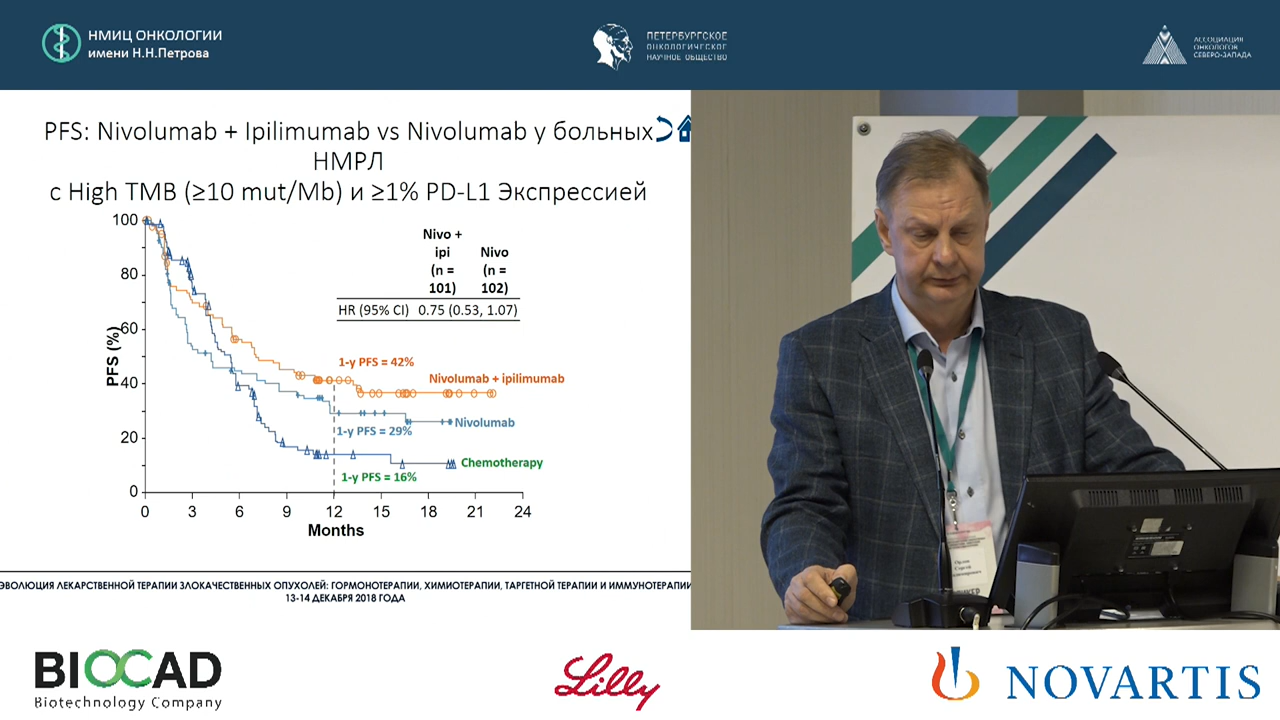 НМИЦ ОНКОЛОГИИ
имени Н.Н.Петрова
ПЕТЕРБУРГСКОЕ
ОНКОЛОГИЧЕСКОЕ
НАУЧНОЕ ОБЩЕСТВО
АССОЦИАЦИЯ
ОНКОЛОГОВ
СЕВЕРО-ЗАПАДА
PFS: Nivolumab + Ipilimumab vs Nivolumab у больных
НМРЛ
с High TMB (≥10 mut/Mb) и ≥1% PD-L1 Экспрессией
PFS (%)
100
80
60
40
20
0
Nivo +
ipi
(n =
101)
Nivo
(n =
102)
HR (95% CI) 0.75 (0.53, 1.07)
1-y PFS = 42%
Nivolumab + ipilimumab
Nivolumab
1-y PFS = 29%
Chemotherapy
1-y PFS = 16%
0 3 6 9 12 15 18 21 24
Months
ЭВОЛЮЦИЯ ЛЕКАРСТВЕННОЙ ТЕРАПИИ ЗЛОКАЧЕСТВЕННЫХ ОПУХОЛЕЙ: ГОРМОНОТЕРАПИИ, ХИМИОТЕРАПИИ, ТАРГЕТНОЙ ТЕРАПИИ И ИММУНОТЕРАПИИ
13-14 ДЕКАБРЯ 2018 ГОДА
Орлов
Сергей
BIOCAD
Biotechnology Company
Lilly
NOVARTIS